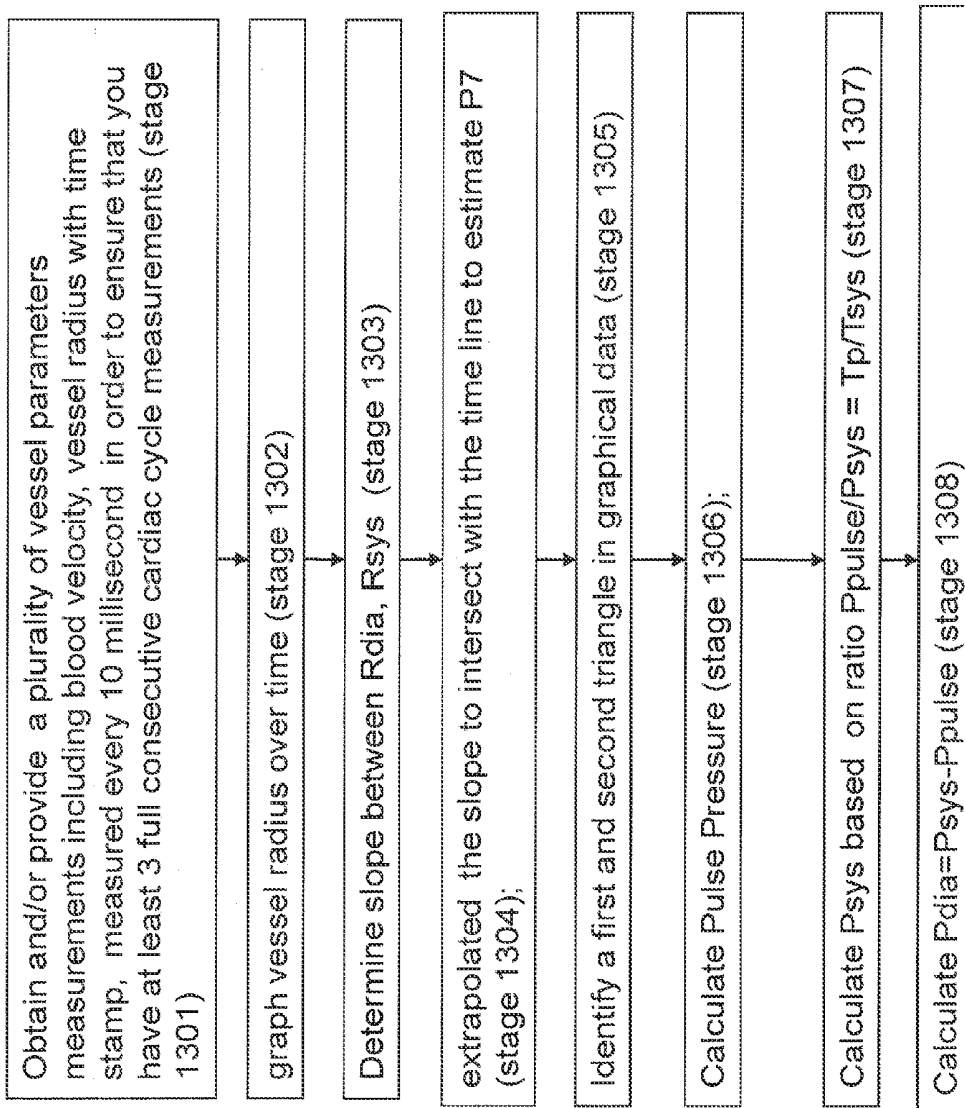 Obtain and/or provide a plurality of vessel parameters
measurements including blood velocity, vessel radius with time
stamp, measured every 10 millisecond in order to ensure that you
have at least 3 full consecutive cardiac cycle measurements (stage
1301)
graph vessel radius over time (stage 1302)
Determine slope between Rdia, Rsys (stage 1303)
extrapolated the slope to intersect with the time line to estimate P7
(stage 1304);
Identify a first and second triangle in graphical data (stage 1305)
Calculate Pulse Pressure (stage 1306);
Calculate Psys based on ratio Ppulse/Psys = Tp/Tsys (stage 1307)
Calculate Pdia=Psys-Ppulse (stage 1308)